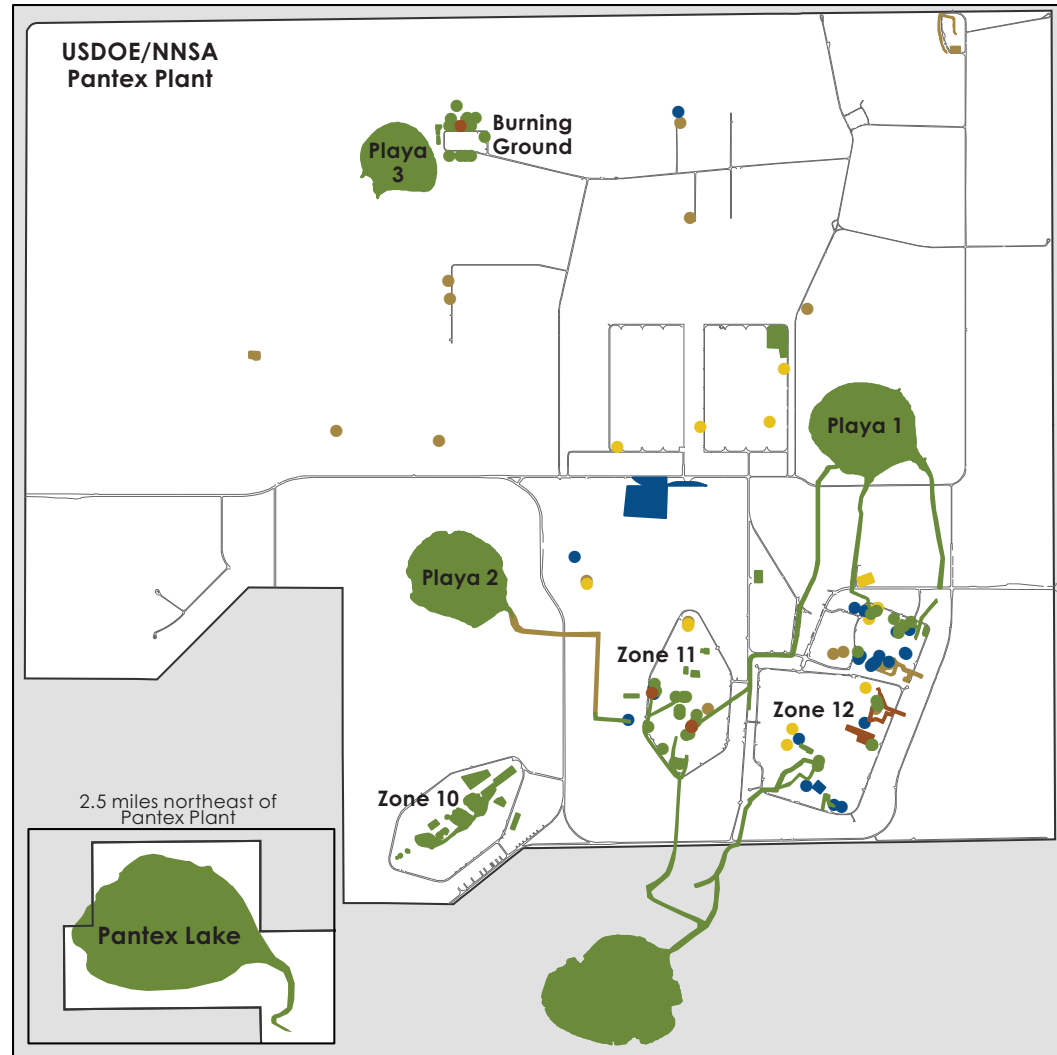 USDOE/NNSA
Pantex Plant
Burning
Ground
Playa
3
Playa 1
Playa 2
Zone 11
Zone 12
Zone 10
2.5 miles northeast of
Pantex Plant
Pantex Lake